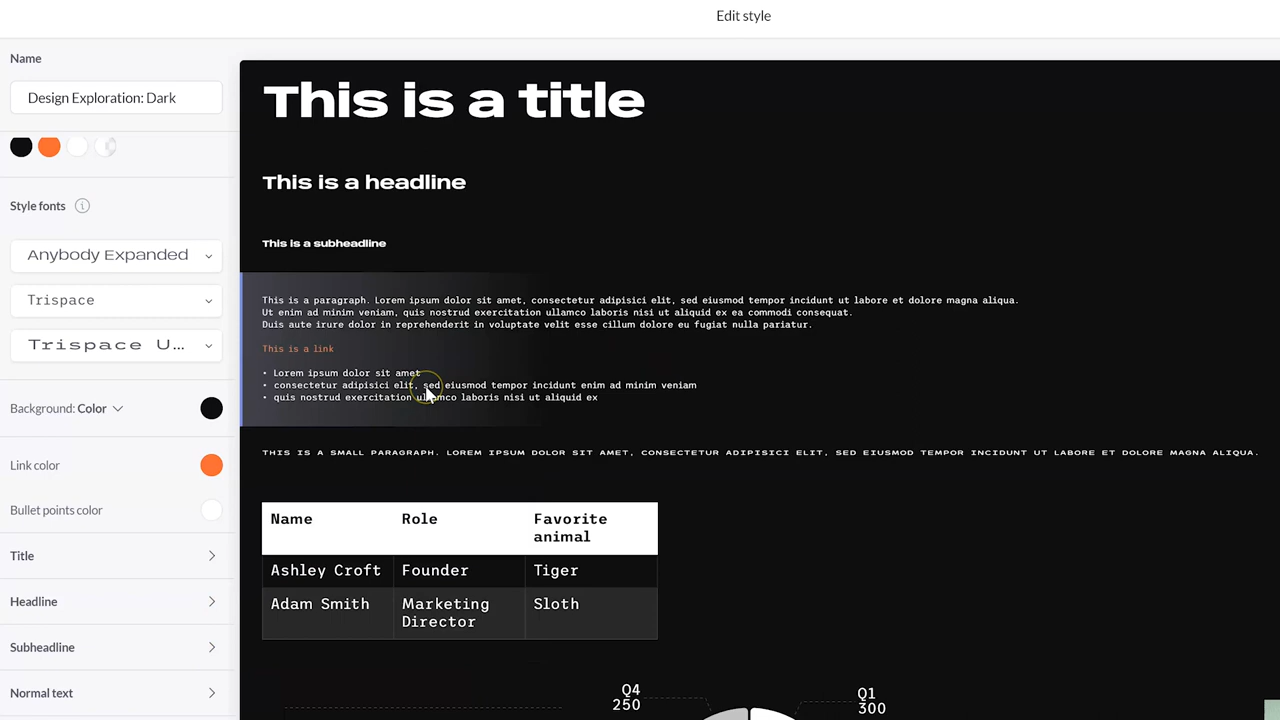 Edit style
Name
Design Exploration: Dark
Style fonts
Anybody Expanded
Trispace
Trispace U...
Background: Color
Link color
Bullet points color
Title
Headline
Subheadline
Normal text
This is a title
This is a headline
This is a subheadline
This is a paragraph. Lorem ipsum dolor sit amet, consectetur adipisici elit, sed eiusmod tempor incidunt ut labore et dolore magna aliqua.
Ut enim ad minim veniam, quis nostrud exercitation ullamco laboris nisi ut aliquid ex ea commodi consequat.
Duis aute irure dolor in reprehenderit in voluptate velit esse cillum dolore eu fugiat nulla pariatur.
This is a link
• Lorem ipsum dolor sit amet
• consectetur adipisici elit, sed eiusmod tempor incidunt enim ad minim veniam
• quis nostrud exercitation ullamco laboris nisi ut aliquid ex
THIS IS A SMALL PARAGRAPH. LOREM IPSUM DOLOR SIT AMET, CONSECTETUR ADIPISICI ELIT, SED EIUSMOD TEMPOR INCIDUNT UT LABORE ET DOLORE MAGNA ALIQUA.
Name Role Favorite
animal
Ashley Croft Founder Tiger
Adam Smith Marketing Sloth
Director
Q4
250
Q1
300